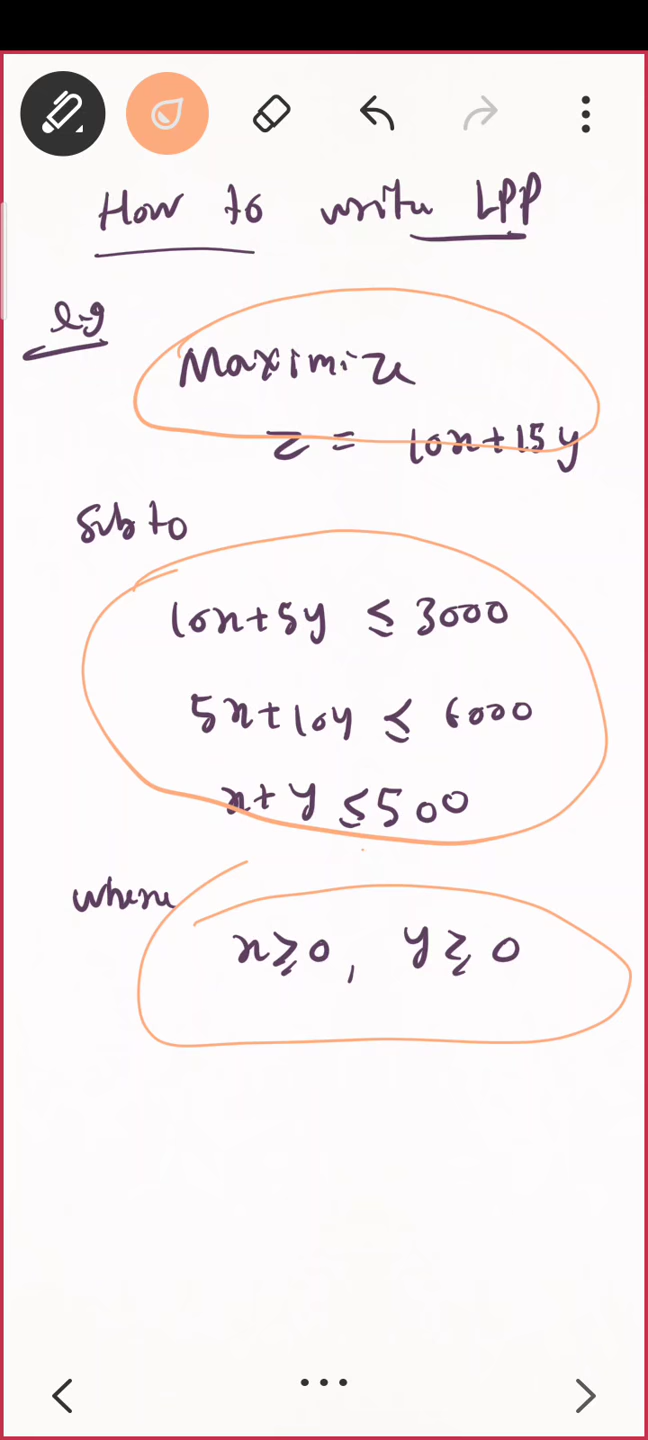 How to write LPP
e.g
Maximize
z = 10x+15y
Sub to
10x+5y ≤ 3000
5x+10y ≤ 6000
x+y ≤500
where
x≥0, y≥0